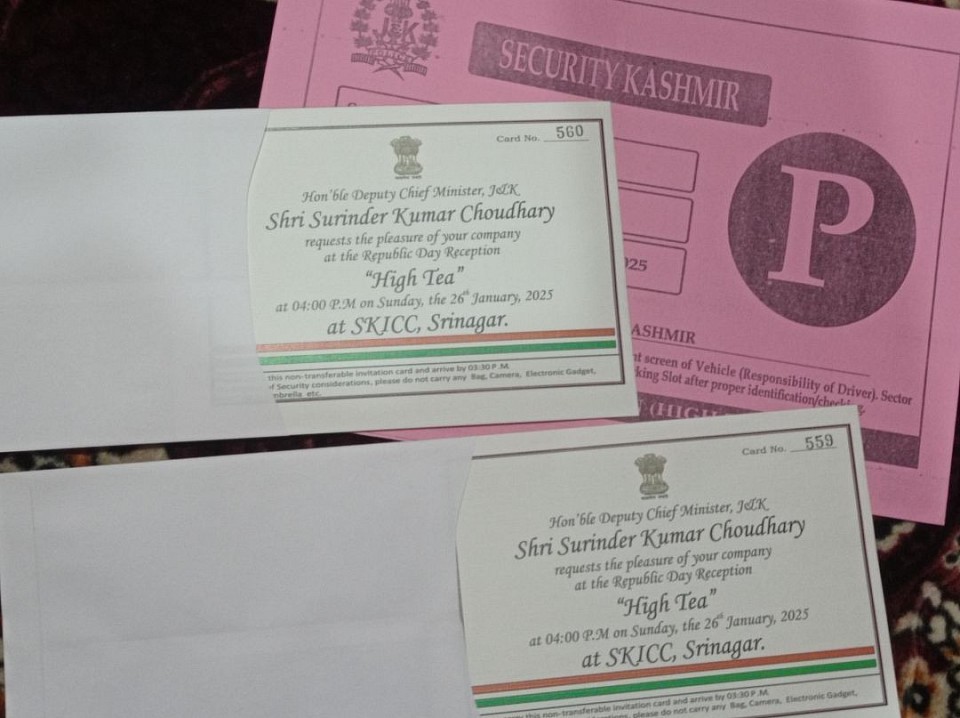 J&K
POLICE
SECURITY KASHMIR
P
025
ASHMIR
nt screen of Vehicle (Responsibility of Driver). Sector
king Slot after proper identification/checking
(HIGH
Card No. 560
Hon'ble Deputy Chief Minister, J&K
Shri Surinder Kumar Choudhary
requests the pleasure of your company
at the Republic Day Reception
"High Tea"
at 04:00 P.M on Sunday, the 26th January, 2025
at SKICC, Srinagar.
this non-transferable invitation card and arrive by 03:30 P.M.
of Security considerations, please do not carry any Bag, Camera, Electronic Gadget,
mbrella etc.
Card No. 559
Hon'ble Deputy Chief Minister, J&K
Shri Surinder Kumar Choudhary
requests the pleasure of your company
at the Republic Day Reception
"High Tea"
at 04:00 P.M on Sunday, the 26th January, 2025
at SKICC, Srinagar.
this non-transferable invitation card and arrive by 03:30 P.M.
considerations, please do not carry any Bag, Camera, Electronic Gadget,